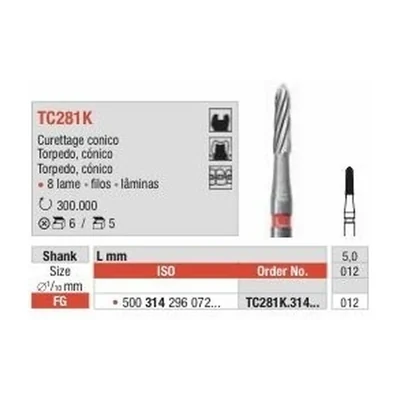 TC281K
Curettage conico
Torpedo, cónico
Torpedo, cónico
• 8 lame • filos • lâminas
300.000
6 / 5
Shank L mm 5,0
Size ISO Order No. 012
Ø 1/10 mm
FG • 500 314 296 072... TC281K.314... 012